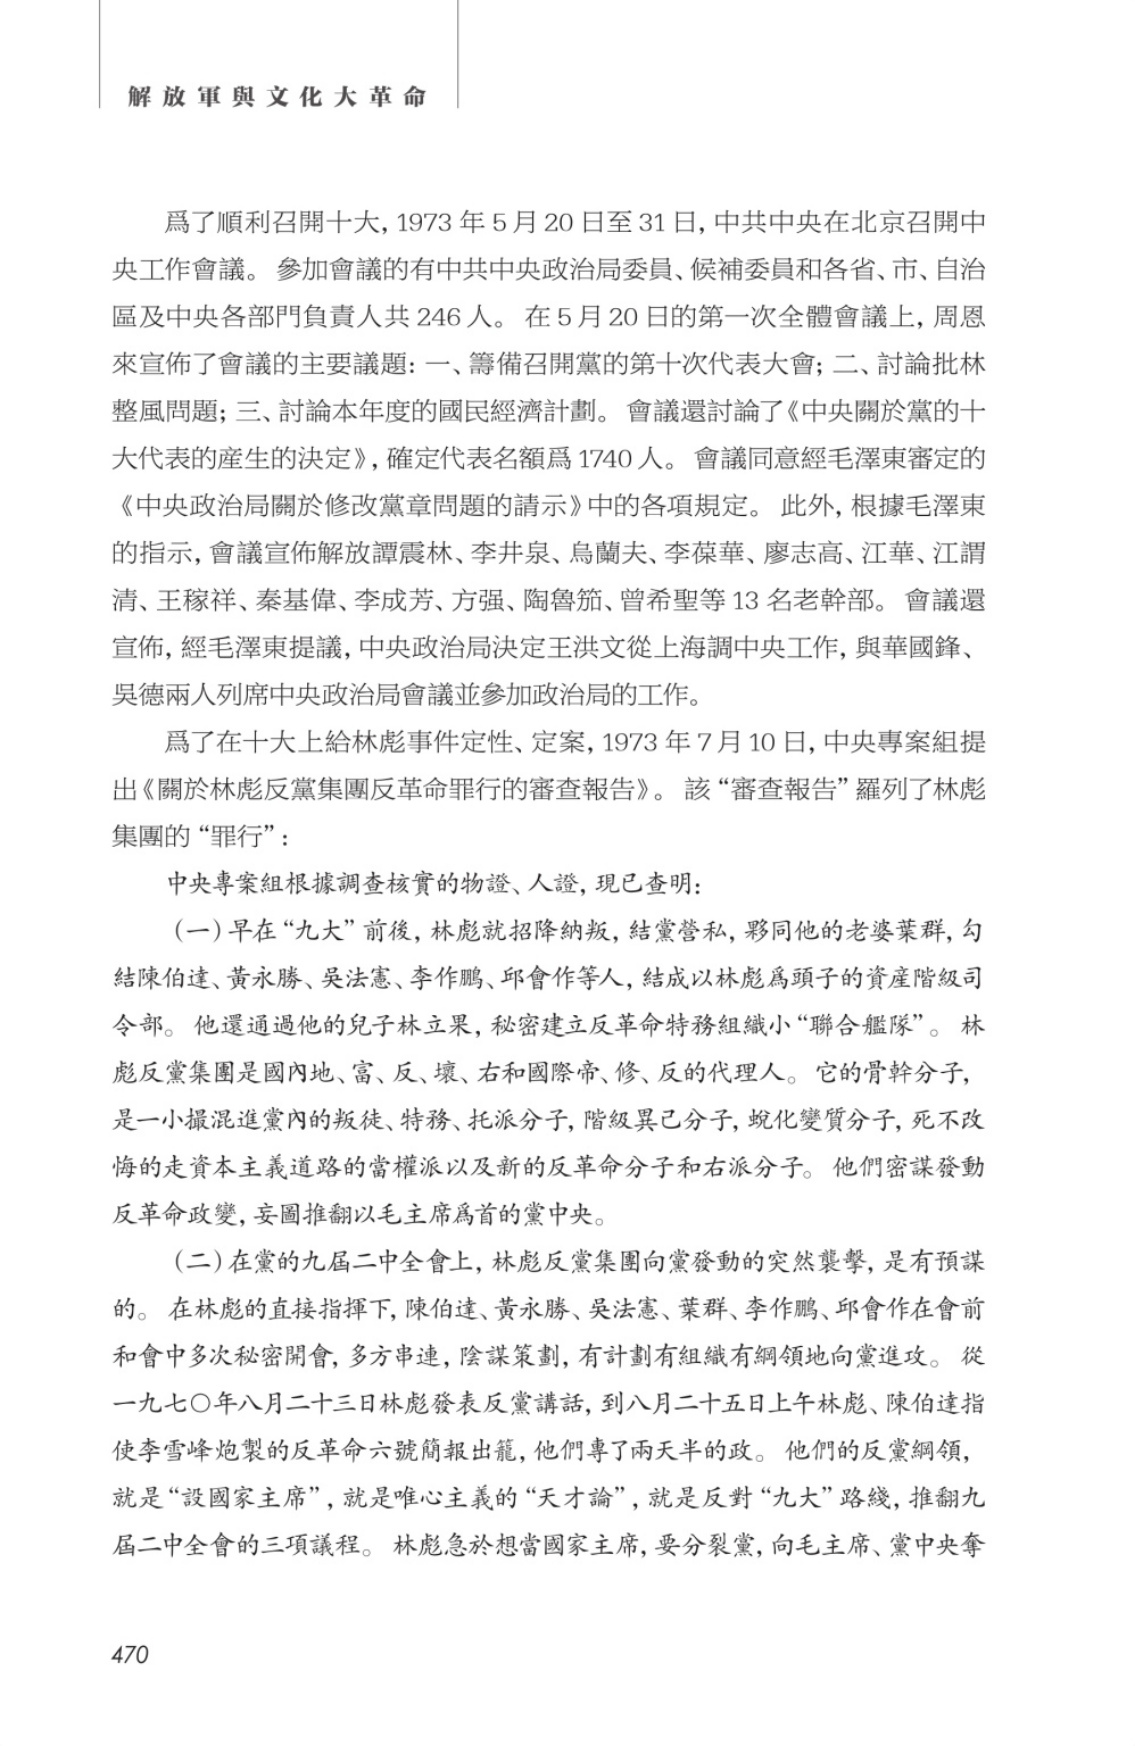 解放軍與文化大革命
爲了順利召開十大, 1973 年 5 月 20 日至 31 日, 中共中央在北京召開中
央工作會議。 參加會議的有中共中央政治局委員、候補委員和各省、市、自治
區及中央各部門負責人共 246 人。 在 5 月 20 日的第一次全體會議上, 周恩
來宣佈了會議的主要議題: 一、籌備召開黨的第十次代表大會; 二、討論批林
整風問題; 三、討論本年度的國民經濟計劃。 會議還討論了《中央關於黨的十
大代表的産生的決定》, 確定代表名額爲 1740 人。 會議同意經毛澤東審定的
《中央政治局關於修改黨章問題的請示》中的各項規定。 此外, 根據毛澤東
的指示, 會議宣佈解放譚震林、李井泉、烏蘭夫、李葆華、廖志高、江華、江謂
清、王稼祥、秦基偉、李成芳、方强、陶魯笳、曾希聖等 13 名老幹部。 會議還
宣佈, 經毛澤東提議, 中央政治局決定王洪文從上海調中央工作, 與華國鋒、
吳德兩人列席中央政治局會議並參加政治局的工作。
爲了在十大上給林彪事件定性、定案, 1973 年 7 月 10 日, 中央專案組提
出《關於林彪反黨集團反革命罪行的審查報告》。 該 “審查報告” 羅列了林彪
集團的 “罪行” :
中央專案組根據調查核實的物證、人證, 現已查明:
(一) 早在 “九大” 前後, 林彪就招降納叛, 結黨營私, 夥同他的老婆葉群, 勾
結陳伯達、黃永勝、吳法憲、李作鵬、邱會作等人, 結成以林彪爲頭子的資産階級司
令部。 他還通過他的兒子林立果, 秘密建立反革命特務組織小 “聯合艦隊” 。 林
彪反黨集團是國內地、富、反、壞、右和國際帝、修、反的代理人。 它的骨幹分子,
是一小撮混進黨內的叛徒、特務、托派分子, 階級異己分子, 蛻化變質分子, 死不改
悔的走資本主義道路的當權派以及新的反革命分子和右派分子。 他們密謀發動
反革命政變, 妄圖推翻以毛主席爲首的黨中央。
(二) 在黨的九屆二中全會上, 林彪反黨集團向黨發動的突然襲擊, 是有預謀
的。 在林彪的直接指揮下, 陳伯達、黃永勝、吳法憲、葉群、李作鵬、邱會作在會前
和會中多次秘密開會, 多方串連, 陰謀策劃, 有計劃有組織有綱領地向黨進攻。 從
一九七〇年八月二十三日林彪發表反黨講話, 到八月二十五日上午林彪、陳伯達指
使李雪峰炮製的反革命六號簡報出籠, 他們專了兩天半的政。 他們的反黨綱領,
就是 “設國家主席” , 就是唯心主義的 “天才論” , 就是反對 “九大” 路綫, 推翻九
屆二中全會的三項議程。 林彪急於想當國家主席, 要分裂黨, 向毛主席、黨中央奪
470